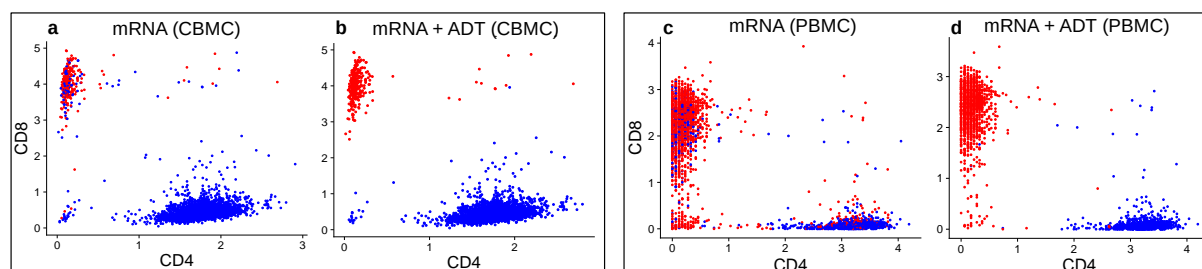 a mRNA (CBMC)
b mRNA + ADT (CBMC)
c mRNA (PBMC)
d mRNA + ADT (PBMC)
CD8
5
4
3
2
1
0
0 1 2 3
CD4
5
4
3
2
1
0
0 1 2
CD4
CD8
4
3
2
1
0
0 1 2 3 4
CD4
3
2
1
0
0 1 2 3 4
CD4